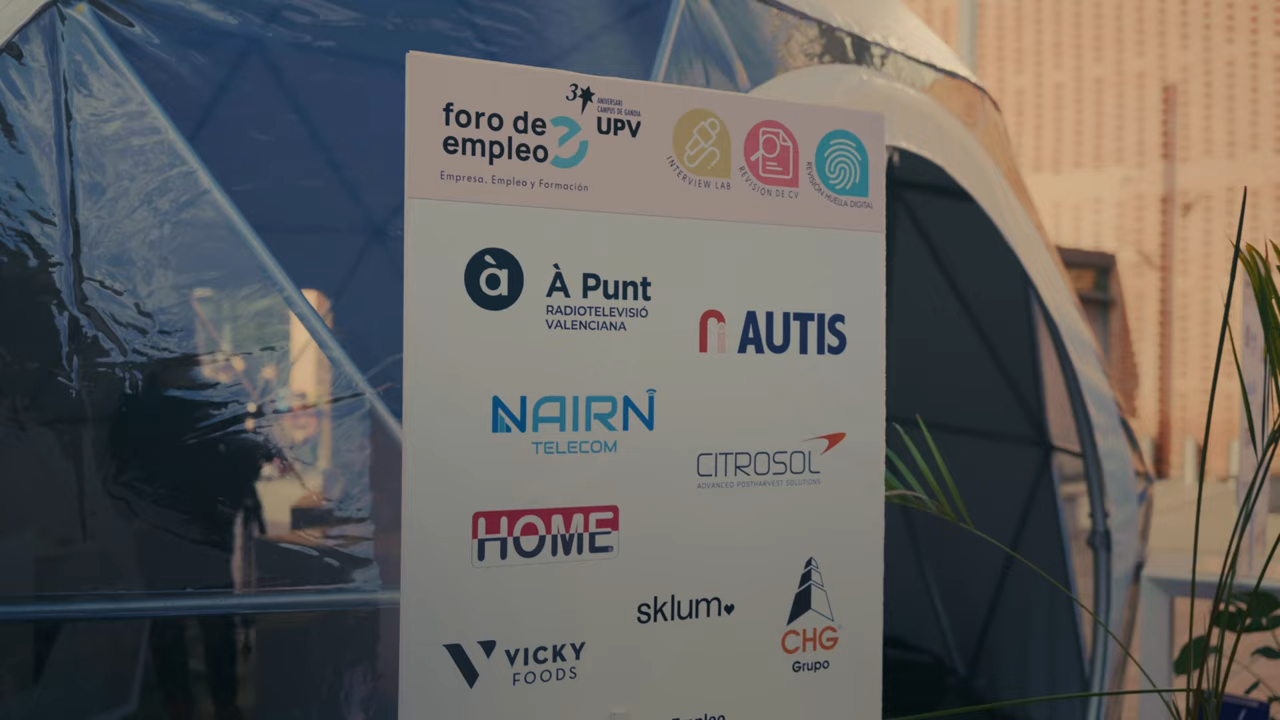 foro de
empleo
Empresa, Empleo y Formación
3
ANIVERSARI
CAMPUS DE GANDIA
UPV
INTERVIEW LAB
REVISIÓN DE CV
REVISIÓN HUELLA DIGITAL
à
À Punt
RADIOTELEVISIÓ
VALENCIANA
AUTIS
NAIRN
TELECOM
CITROSOL
ADVANCED POSTHARVEST SOLUTIONS
HOME
sklum
CHG
Grupo
VICKY
FOODS
Empleo